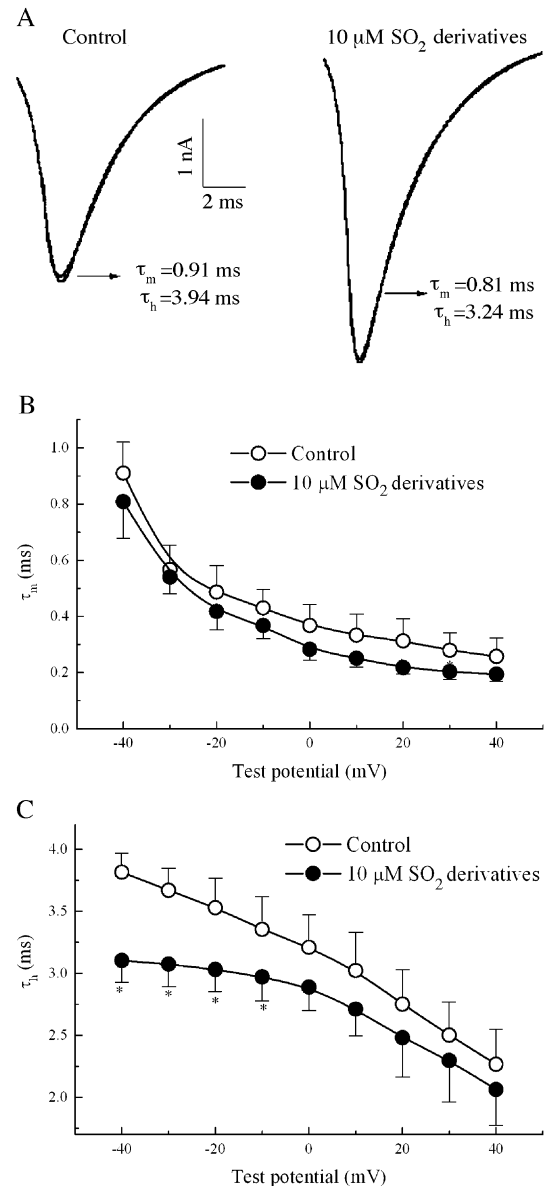 A
Control
10 µM SO2 derivatives
1 nA
2 ms
τm=0.91 ms
τh=3.94 ms
τm=0.81 ms
τh=3.24 ms
B
Control
10 µM SO2 derivatives
τm (ms)
1.0
0.8
0.6
0.4
0.2
0.0
*
-40
-20
0
20
40
Test potential (mV)
C
Control
10 µM SO2 derivatives
τh (ms)
4.0
3.5
3.0
2.5
2.0
* * * *
-40
-20
0
20
40
Test potential (mV)